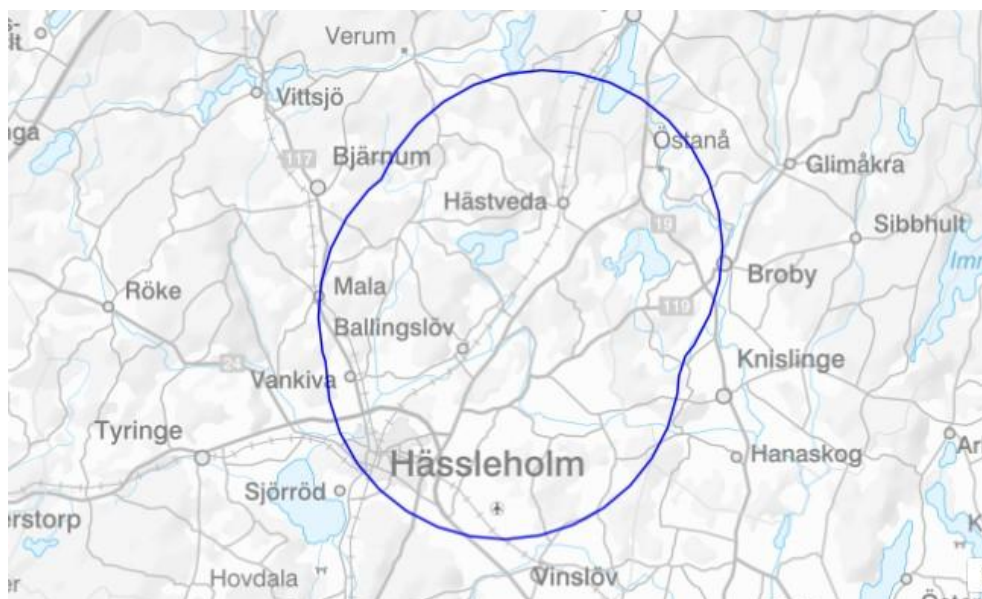 Verum
Vittsjö
117
Bjärnum
Östanå
Glimåkra
Hästveda
19
Sibbhult
Broby
Röke
Mala
119
Ballingslöv
Knislinge
Vankiva
Tyringe
Hässleholm
Hanaskog
Sjörröd
erstorp
Hovdala
Vinslöv